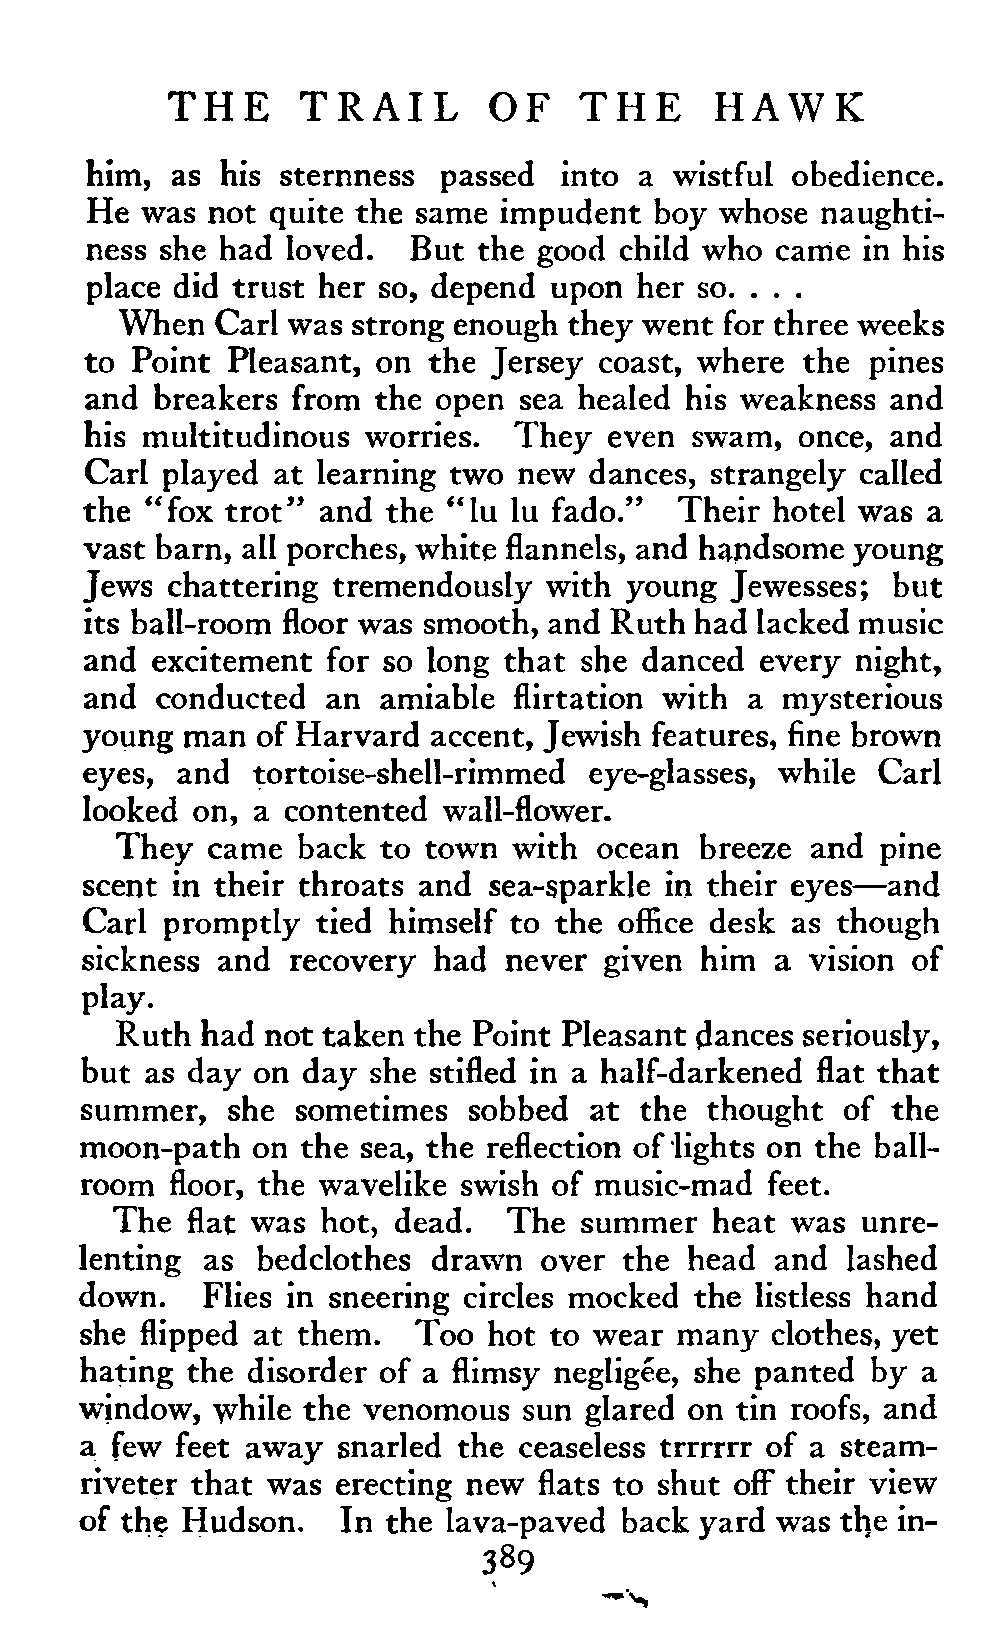 THE TRAIL OF THE HAWK
him, as his sternness passed into a wistful obedience.
He was not quite the same impudent boy whose naughti-
ness she had loved. But the good child who came in his
place did trust her so, depend upon her so. . . .
When Carl was strong enough they went for three weeks
to Point Pleasant, on the Jersey coast, where the pines
and breakers from the open sea healed his weakness and
his multitudinous worries. They even swam, once, and
Carl played at learning two new dances, strangely called
the "fox trot" and the "lu lu fado." Their hotel was a
vast barn, all porches, white flannels, and handsome young
Jews chattering tremendously with young Jewesses; but
its ball-room floor was smooth, and Ruth had lacked music
and excitement for so long that she danced every night,
and conducted an amiable flirtation with a mysterious
young man of Harvard accent, Jewish features, fine brown
eyes, and tortoise-shell-rimmed eye-glasses, while Carl
looked on, a contented wall-flower.
They came back to town with ocean breeze and pine
scent in their throats and sea-sparkle in their eyes—and
Carl promptly tied himself to the office desk as though
sickness and recovery had never given him a vision of
play.
Ruth had not taken the Point Pleasant dances seriously,
but as day on day she stifled in a half-darkened flat that
summer, she sometimes sobbed at the thought of the
moon-path on the sea, the reflection of lights on the ball-
room floor, the wavelike swish of music-mad feet.
The flat was hot, dead. The summer heat was unre-
lenting as bedclothes drawn over the head and lashed
down. Flies in sneering circles mocked the listless hand
she flipped at them. Too hot to wear many clothes, yet
hating the disorder of a flimsy negligée, she panted by a
window, while the venomous sun glared on tin roofs, and
a few feet away snarled the ceaseless trrrrrr of a steam-
riveter that was erecting new flats to shut off their view
of the Hudson. In the lava-paved back yard was the in-
389